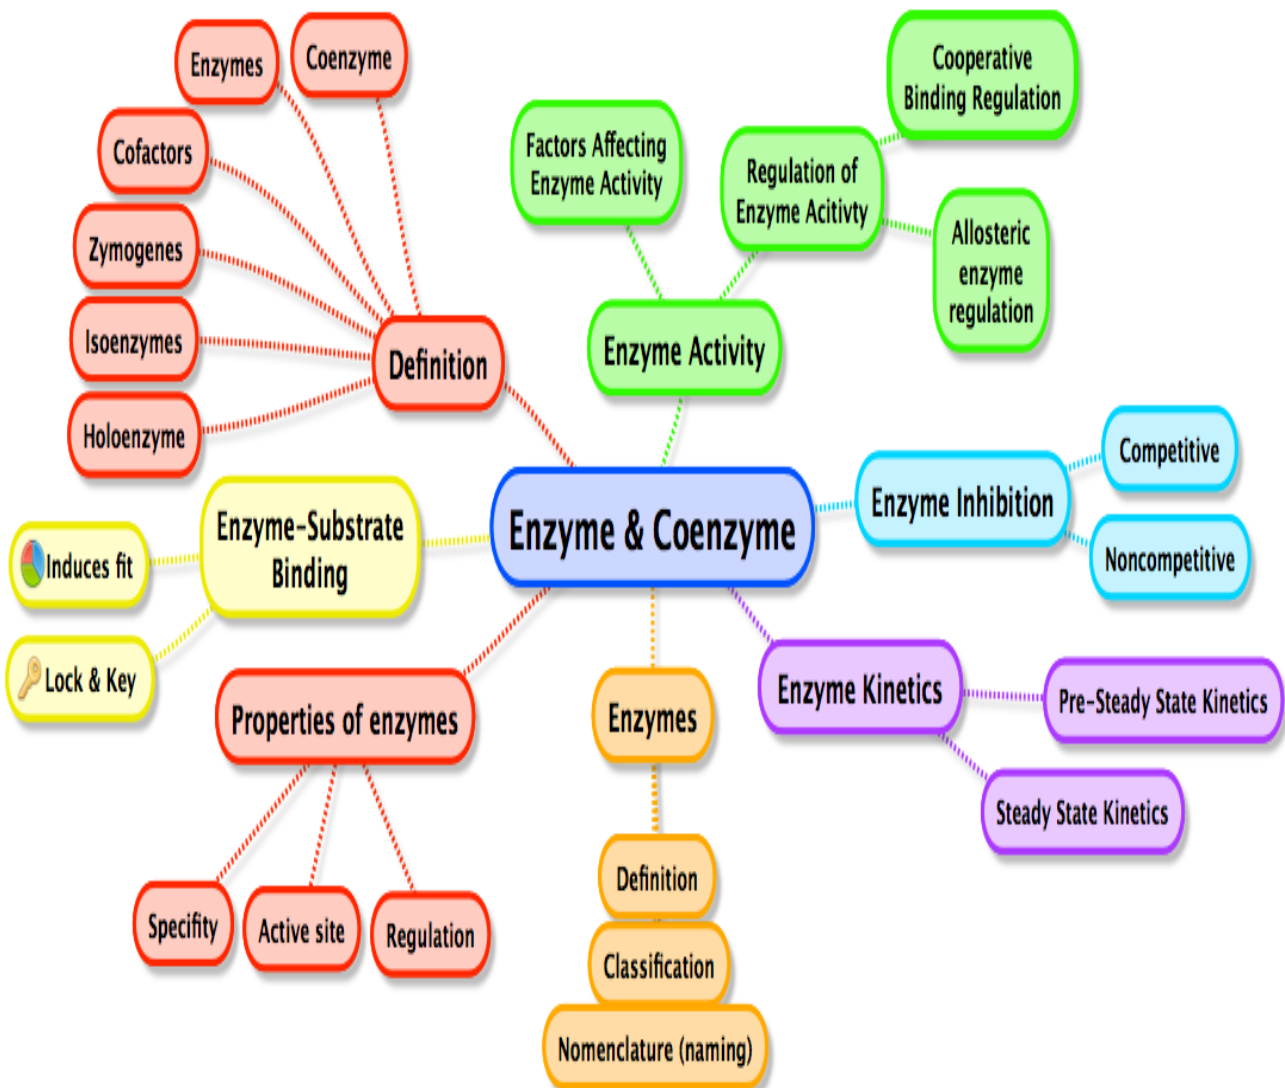 Enzymes
Coenzyme
Cofactors
Zymogenes
Isoenzymes
Holoenzyme
Definition
Factors Affecting
Enzyme Activity
Regulation of
Enzyme Acitivty
Cooperative
Binding Regulation
Allosteric
enzyme
regulation
Enzyme Activity
Enzyme & Coenzyme
Enzyme Inhibition
Competitive
Noncompetitive
Enzyme-Substrate
Binding
Induces fit
Lock & Key
Properties of enzymes
Specifity
Active site
Regulation
Enzymes
Definition
Classification
Nomenclature (naming)
Enzyme Kinetics
Pre-Steady State Kinetics
Steady State Kinetics